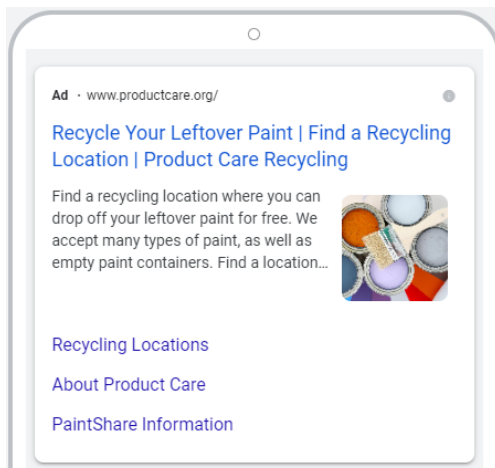 Ad · www.productcare.org/
Recycle Your Leftover Paint | Find a Recycling
Location | Product Care Recycling
Find a recycling location where you can
drop off your leftover paint for free. We
accept many types of paint, as well as
empty paint containers. Find a location...
Recycling Locations
About Product Care
PaintShare Information